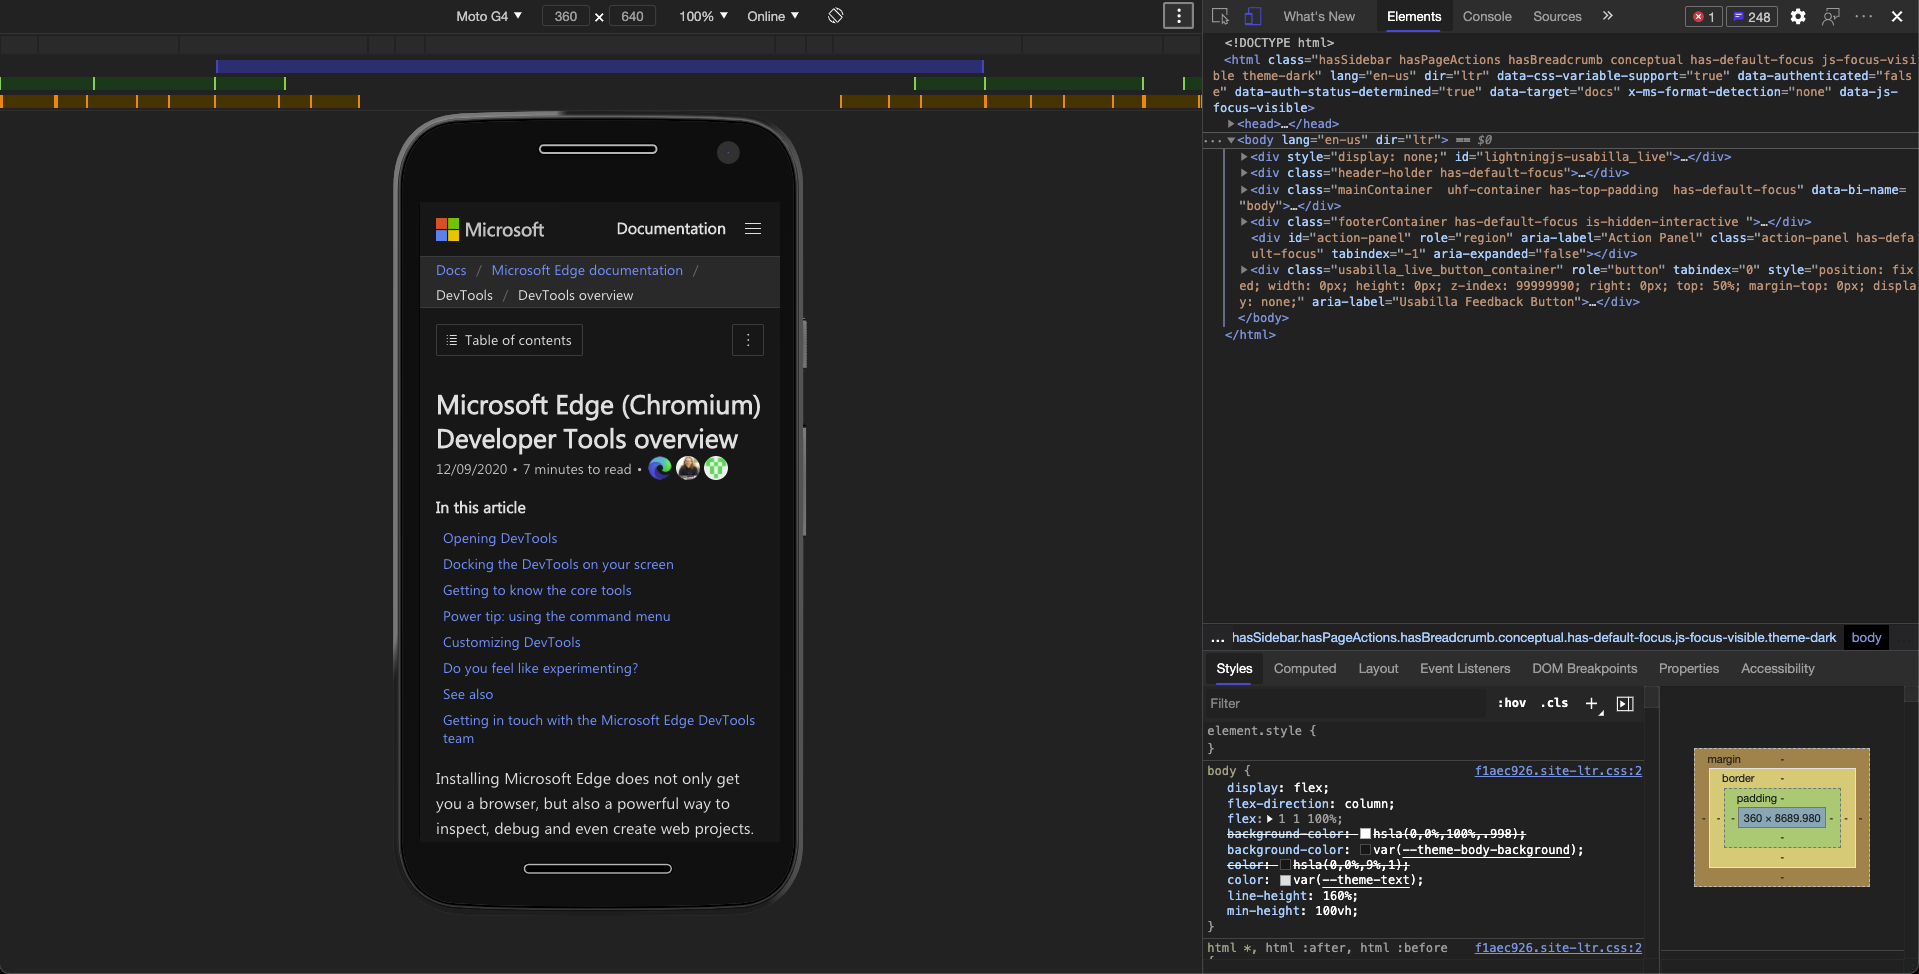 Moto G4 ▼ 360 × 640 100% ▼ Online ▼
Microsoft Documentation
Docs / Microsoft Edge documentation /
DevTools / DevTools overview
Table of contents
Microsoft Edge (Chromium)
Developer Tools overview
12/09/2020 • 7 minutes to read •
In this article
Opening DevTools
Docking the DevTools on your screen
Getting to know the core tools
Power tip: using the command menu
Customizing DevTools
Do you feel like experimenting?
See also
Getting in touch with the Microsoft Edge DevTools
team
Installing Microsoft Edge does not only get
you a browser, but also a powerful way to
inspect, debug and even create web projects.
What's New Elements Console Sources » 1 248
<!DOCTYPE html>
<html class="hasSidebar hasPageActions hasBreadcrumb conceptual has-default-focus js-focus-visi
ble theme-dark" lang="en-us" dir="ltr" data-css-variable-support="true" data-authenticated="fals
e" data-auth-status-determined="true" data-target="docs" x-ms-format-detection="none" data-js-
focus-visible>
▶<head>…</head>
... ▼<body lang="en-us" dir="ltr"> == $0
▶<div style="display: none;" id="lightningjs-usabilla_live">…</div>
▶<div class="header-holder has-default-focus">…</div>
▶<div class="mainContainer  uhf-container has-top-padding  has-default-focus" data-bi-name=
"body">…</div>
▶<div class="footerContainer has-default-focus is-hidden-interactive ">…</div>
<div id="action-panel" role="region" aria-label="Action Panel" class="action-panel has-defa
ult-focus" tabindex="-1" aria-expanded="false"></div>
▶<div class="usabilla_live_button_container" role="button" tabindex="0" style="position: fix
ed; width: 0px; height: 0px; z-index: 99999990; right: 0px; top: 50%; margin-top: 0px; displa
y: none;" aria-label="Usabilla Feedback Button">…</div>
</body>
</html>
... hasSidebar.hasPageActions.hasBreadcrumb.conceptual.has-default-focus.js-focus-visible.theme-dark body
Styles Computed Layout Event Listeners DOM Breakpoints Properties Accessibility
Filter :hov .cls +
element.style {
}
body { f1aec926.site-ltr.css:2
display: flex;
flex-direction: column;
flex: ▶ 1 1 100%;
background-color: hsla(0,0%,100%,.998);
background-color: var(--theme-body-background);
color: hsla(0,0%,9%,1);
color: var(--theme-text);
line-height: 160%;
min-height: 100vh;
}
html *, html :after, html :before f1aec926.site-ltr.css:2
{
margin -
border -
padding -
- - - 360 × 8689.980 - - -
-
-
-